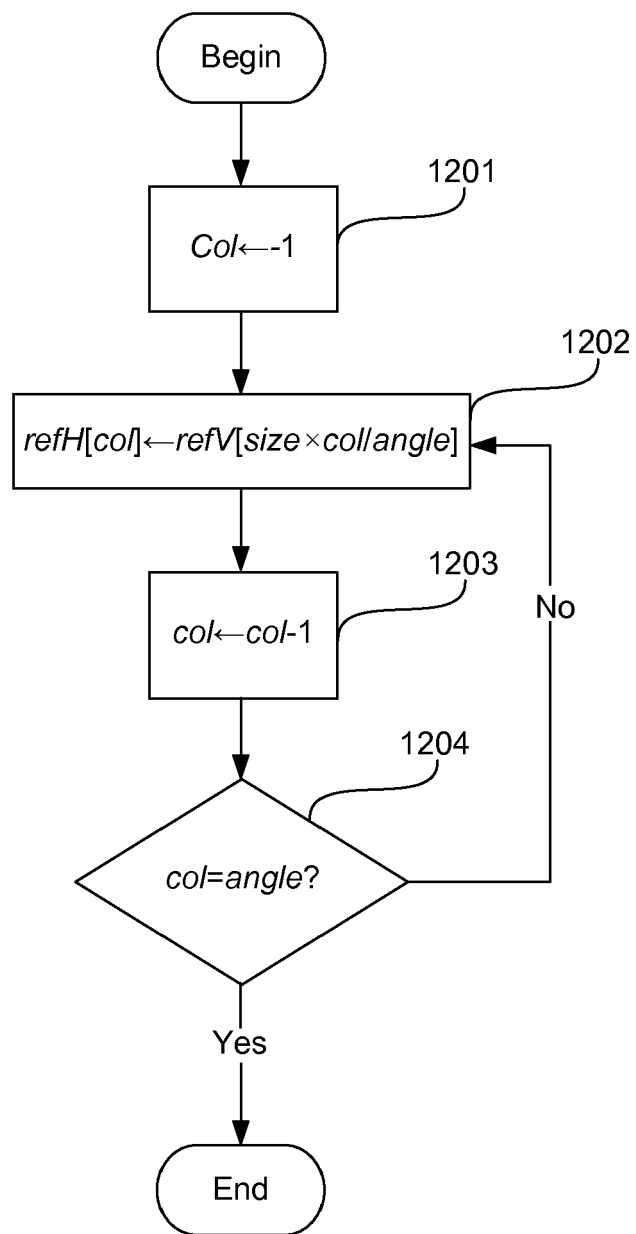 Begin
1201
Col←-1
1202
refH[col]←refV[size×col/angle]
1203
col←col-1
No
1204
col=angle?
Yes
End